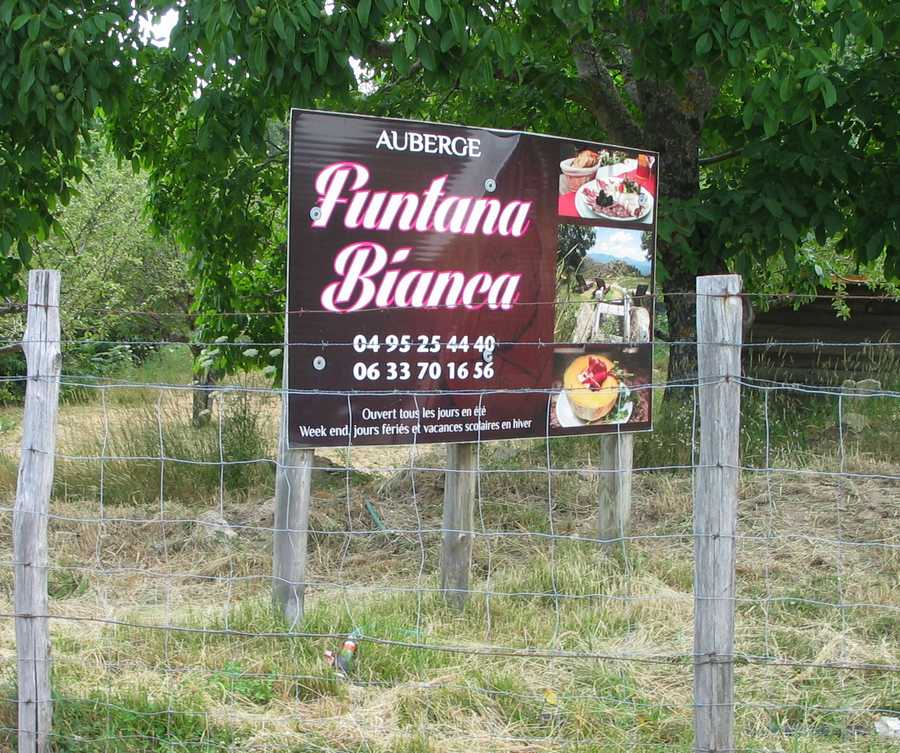 AUBERGE
Funtana
Bianca
04 95 25 44 40
06 33 70 16 56
Ouvert tous les jours en été
Week end, jours fériés et vacances scolaires en hiver